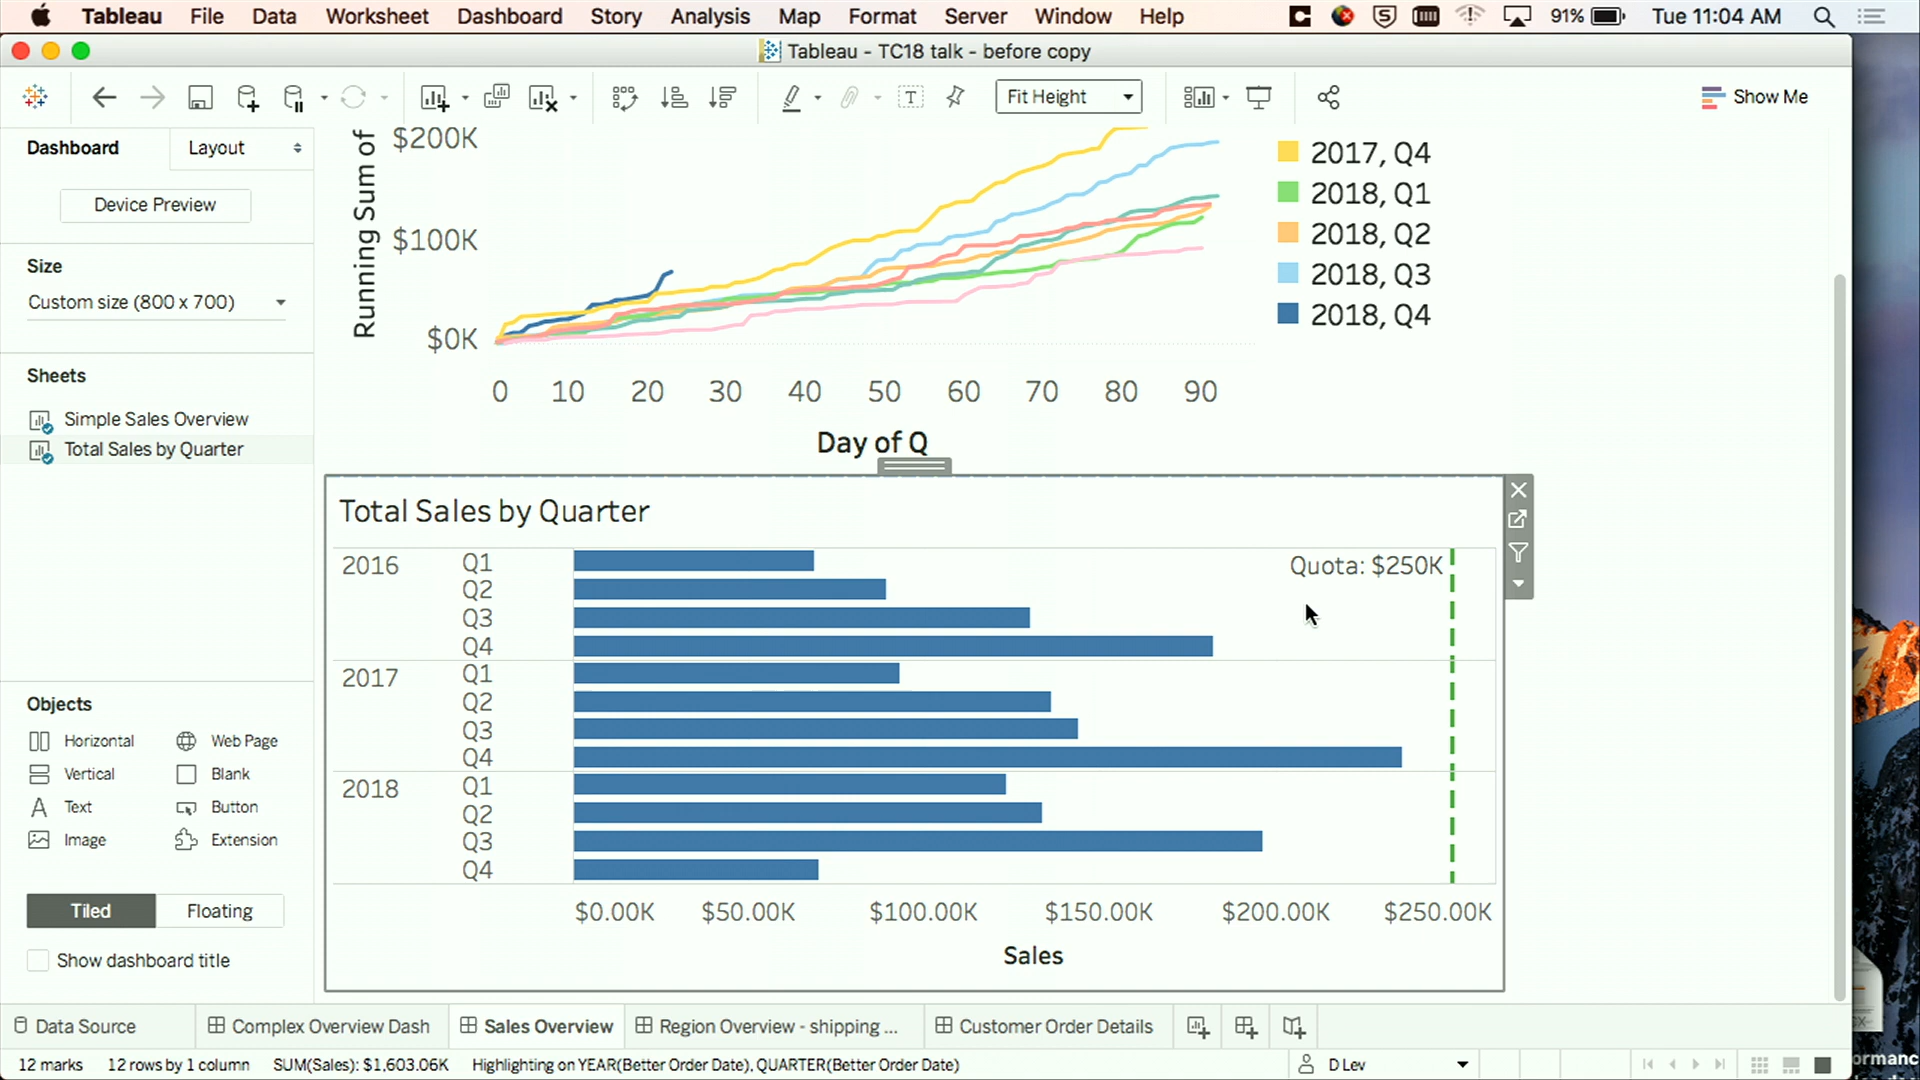 Tableau File Data Worksheet Dashboard Story Analysis Map Format Server Window Help 91% Tue 11:04 AM
Tableau - TC18 talk - before copy
Fit Height Show Me
Dashboard Layout
Device Preview
Size
Custom size (800 x 700)
Sheets
Simple Sales Overview
Total Sales by Quarter
Objects
Horizontal Web Page
Vertical Blank
Text Button
Image Extension
Tiled Floating
Show dashboard title
Running Sum of
$200K
$100K
$0K
0 10 20 30 40 50 60 70 80 90
Day of Q
2017, Q4
2018, Q1
2018, Q2
2018, Q3
2018, Q4
Total Sales by Quarter
2016 Q1 Quota: $250K
Q2
Q3
Q4
2017 Q1
Q2
Q3
Q4
2018 Q1
Q2
Q3
Q4
$0.00K $50.00K $100.00K $150.00K $200.00K $250.00K
Sales
Data Source Complex Overview Dash Sales Overview Region Overview - shipping ... Customer Order Details
12 marks 12 rows by 1 column SUM(Sales): $1,603.06K Highlighting on YEAR(Better Order Date), QUARTER(Better Order Date) D Lev
ormanc